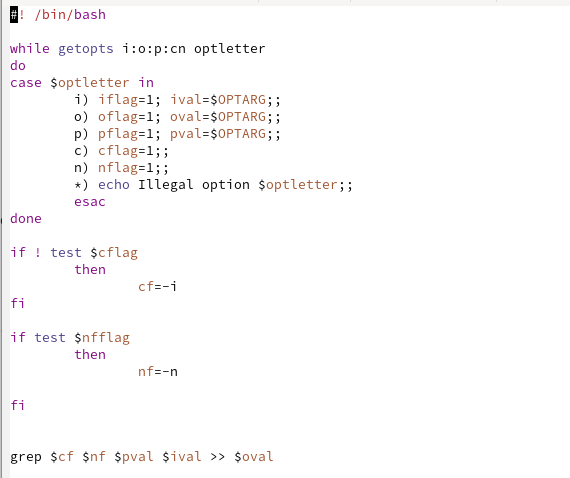 #! /bin/bash
while getopts i:o:p:cn optletter
do
case $optletter in
i) iflag=1; ival=$OPTARG;;
o) oflag=1; oval=$OPTARG;;
p) pflag=1; pval=$OPTARG;;
c) cflag=1;;
n) nflag=1;;
*) echo Illegal option $optletter;;
esac
done
if ! test $cflag
then
cf=-i
fi
if test $nfflag
then
nf=-n
fi
grep $cf $nf $pval $ival >> $oval